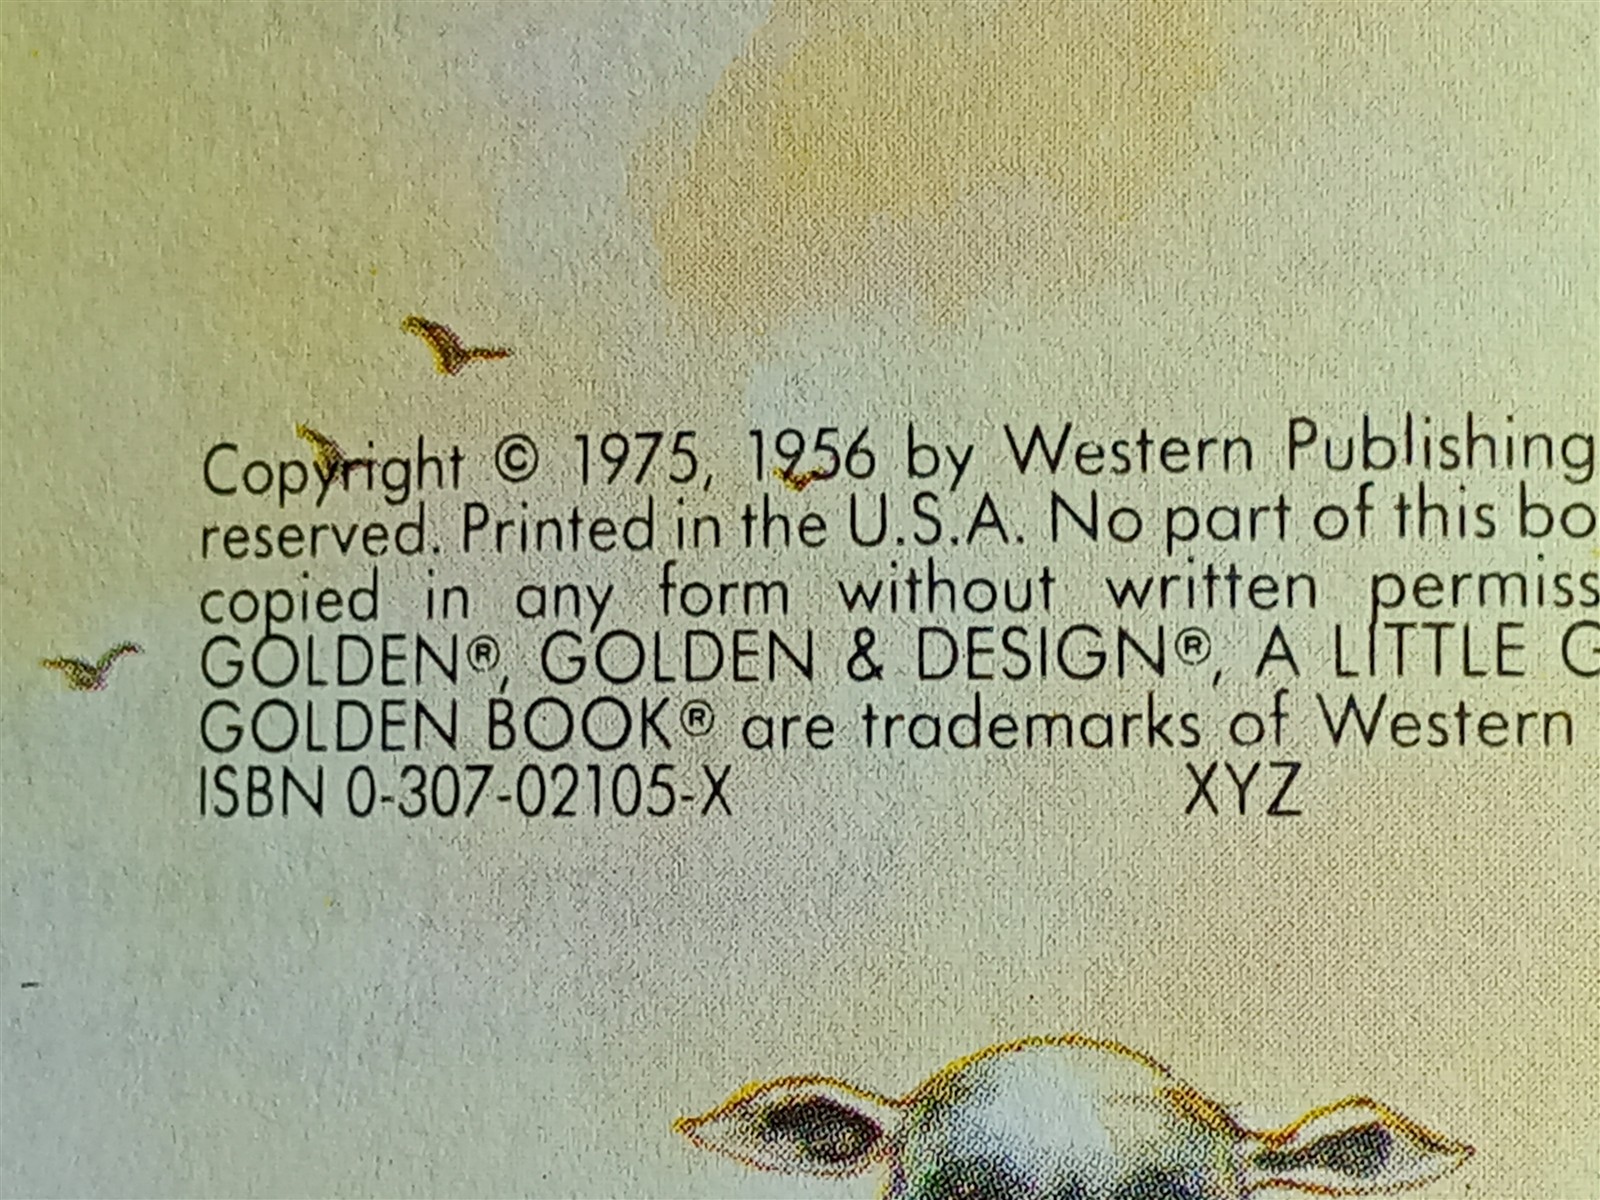 Copyright © 1975, 1956 by Western Publishing
reserved. Printed in the U.S.A. No part of this bo
copied in any form without written permiss
GOLDEN®, GOLDEN & DESIGN®, A LITTLE G
GOLDEN BOOK® are trademarks of Western
ISBN 0-307-02105-X XYZ